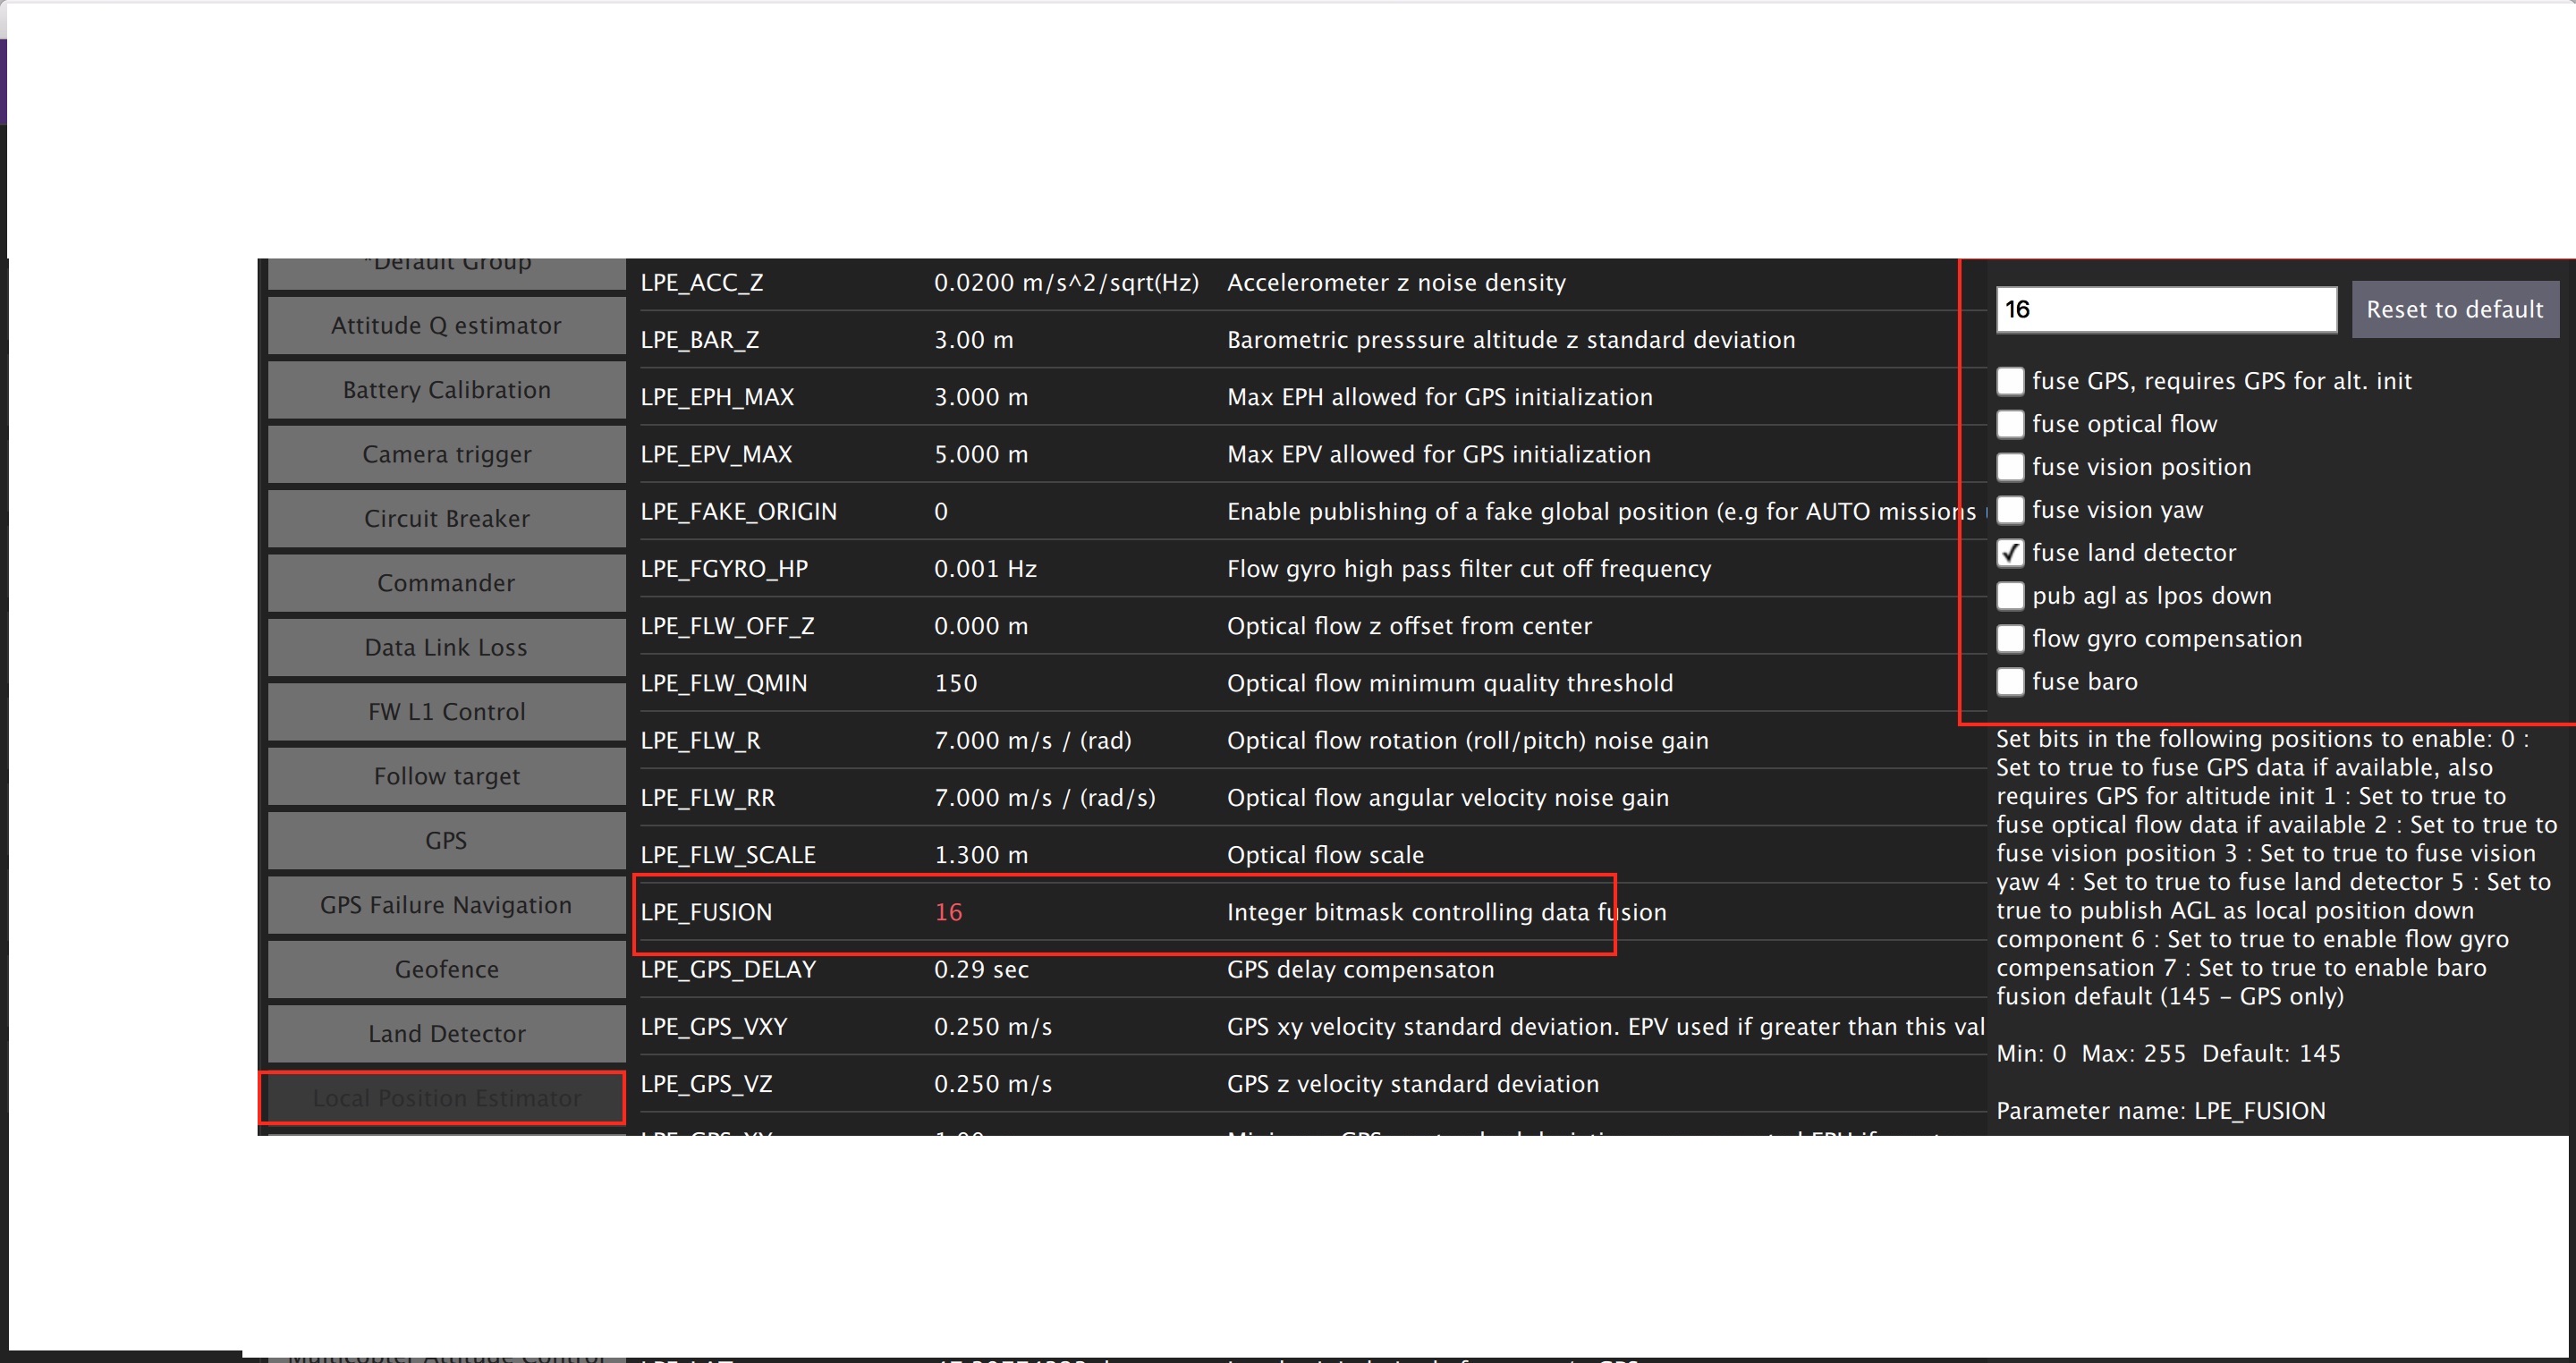 *Default Group
Attitude Q estimator
Battery Calibration
Camera trigger
Circuit Breaker
Commander
Data Link Loss
FW L1 Control
Follow target
GPS
GPS Failure Navigation
Geofence
Land Detector
Local Position Estimator
LPE_ACC_Z 0.0200 m/s^2/sqrt(Hz) Accelerometer z noise density
LPE_BAR_Z 3.00 m Barometric presssure altitude z standard deviation
LPE_EPH_MAX 3.000 m Max EPH allowed for GPS initialization
LPE_EPV_MAX 5.000 m Max EPV allowed for GPS initialization
LPE_FAKE_ORIGIN 0 Enable publishing of a fake global position (e.g for AUTO missions
LPE_FGYRO_HP 0.001 Hz Flow gyro high pass filter cut off frequency
LPE_FLW_OFF_Z 0.000 m Optical flow z offset from center
LPE_FLW_QMIN 150 Optical flow minimum quality threshold
LPE_FLW_R 7.000 m/s / (rad) Optical flow rotation (roll/pitch) noise gain
LPE_FLW_RR 7.000 m/s / (rad/s) Optical flow angular velocity noise gain
LPE_FLW_SCALE 1.300 m Optical flow scale
LPE_FUSION 16 Integer bitmask controlling data fusion
LPE_GPS_DELAY 0.29 sec GPS delay compensaton
LPE_GPS_VXY 0.250 m/s GPS xy velocity standard deviation. EPV used if greater than this val
LPE_GPS_VZ 0.250 m/s GPS z velocity standard deviation
16 Reset to default
fuse GPS, requires GPS for alt. init
fuse optical flow
fuse vision position
fuse vision yaw
fuse land detector
pub agl as lpos down
flow gyro compensation
fuse baro
Set bits in the following positions to enable: 0 :
Set to true to fuse GPS data if available, also
requires GPS for altitude init 1 : Set to true to
fuse optical flow data if available 2 : Set to true to
fuse vision position 3 : Set to true to fuse vision
yaw 4 : Set to true to fuse land detector 5 : Set to
true to publish AGL as local position down
component 6 : Set to true to enable flow gyro
compensation 7 : Set to true to enable baro
fusion default (145 – GPS only)
Min: 0 Max: 255 Default: 145
Parameter name: LPE_FUSION